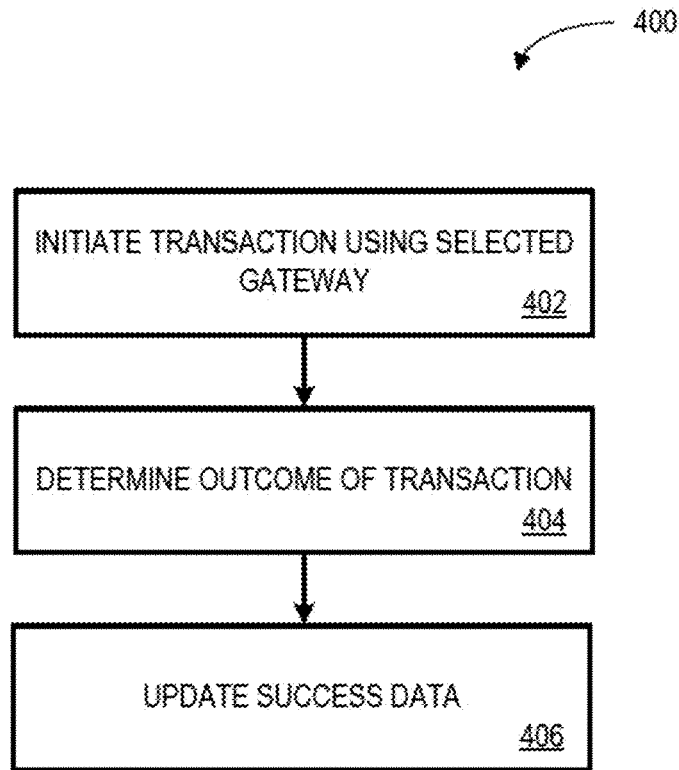 400
INITIATE TRANSACTION USING SELECTED
GATEWAY
402
DETERMINE OUTCOME OF TRANSACTION
404
UPDATE SUCCESS DATA
406